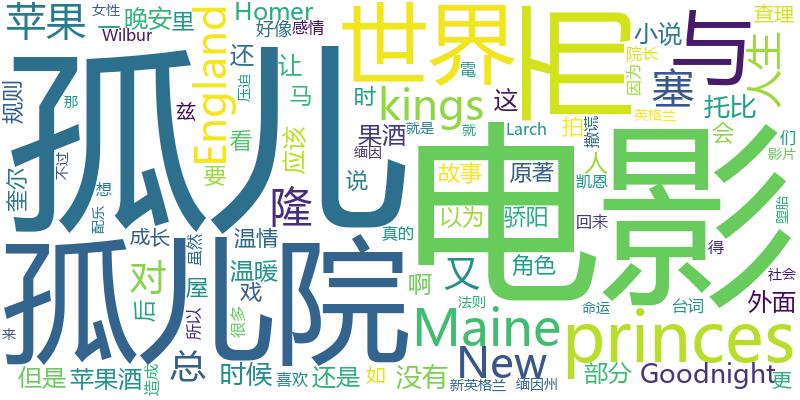 孤儿
电影
孤儿院
世界
与
Maine
princes
kings
New
England
Goodnight
Homer
Wilbur
Larch
苹果
晚安
里
女性
好像
感情
小说
查理
院长
因为
人生
规则
还
让
压迫
那
兹
马
时
这
塞
托比
奎尔
看
应该
果酒
就是
缅因
就
拍
撒谎
会
们
影片
英格兰
人
不过
要
说
故事
原著
凯恩
隆
以为
骄阳
回来
真的
配乐
成长
虽然
温情
对
又
角色
得
堕胎
后
屋
温暖
戏
啊
外面
社会
来
所以
很多
法则
命运
台词
总
但是
苹果酒
造成
时候
喜欢
还是
如
没有
新英格兰
缅因州
部分
更